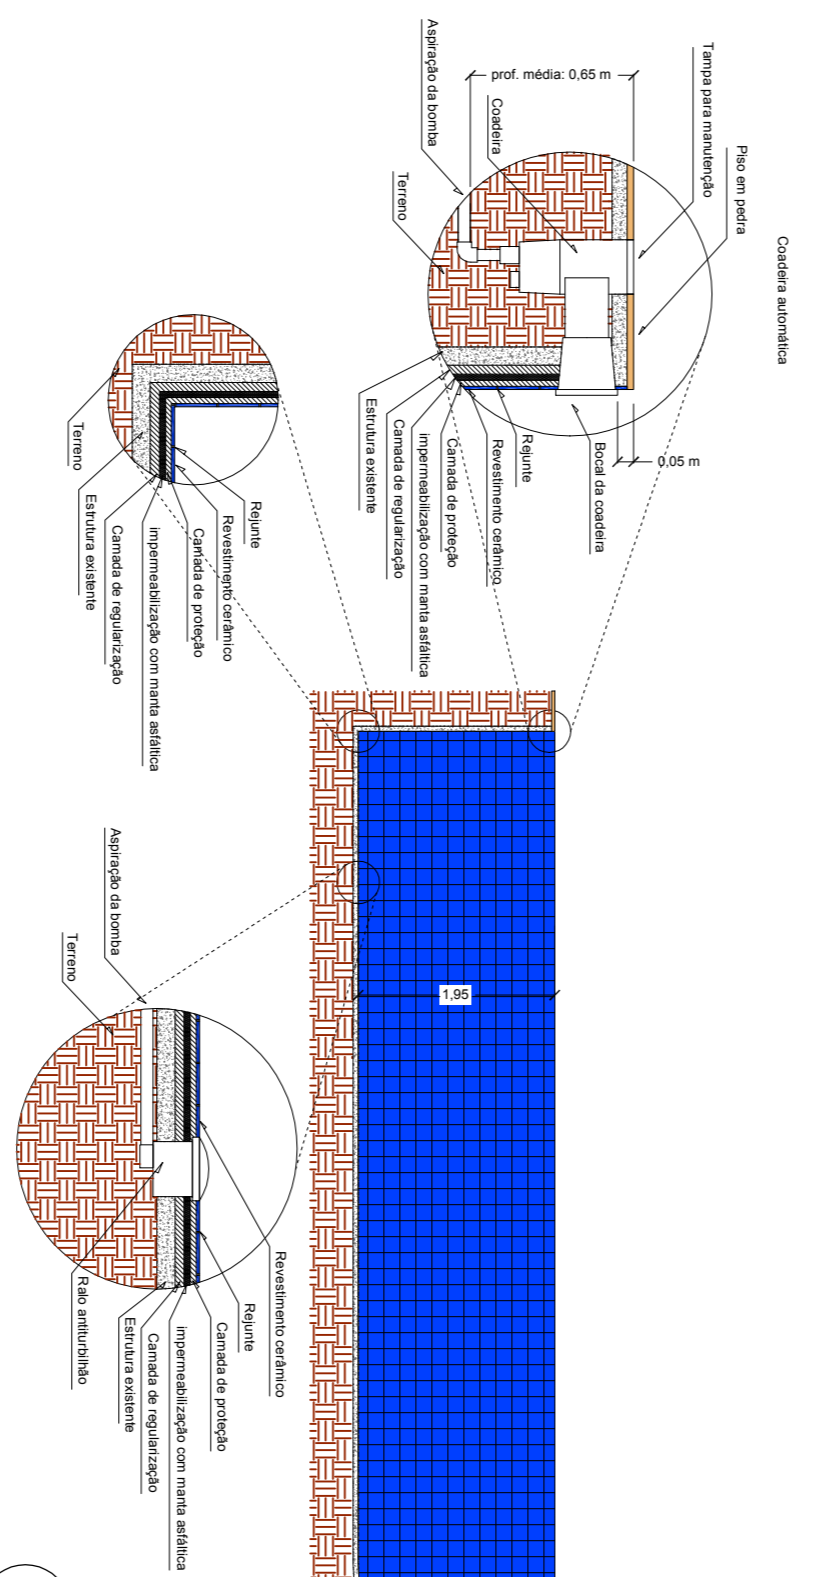 Coadeira automática
Piso em pedra
Tampa para manutenção
prof. média: 0,65 m
Coadeira
Aspiração da bomba
Terreno
0,05 m
Bocal da coadeira
Rejunte
Revestimento cerâmico
Camada de proteção
impermeabilização com manta asfáltica
Camada de regularização
Estrutura existente
Rejunte
Revestimento cerâmico
Camada de proteção
impermeabilização com manta asfáltica
Camada de regularização
Estrutura existente
Terreno
1,95
Aspiração da bomba
Terreno
Revestimento cerâmico
Rejunte
Camada de proteção
impermeabilização com manta asfáltica
Camada de regularização
Estrutura existente
Ralo antiturbilhão